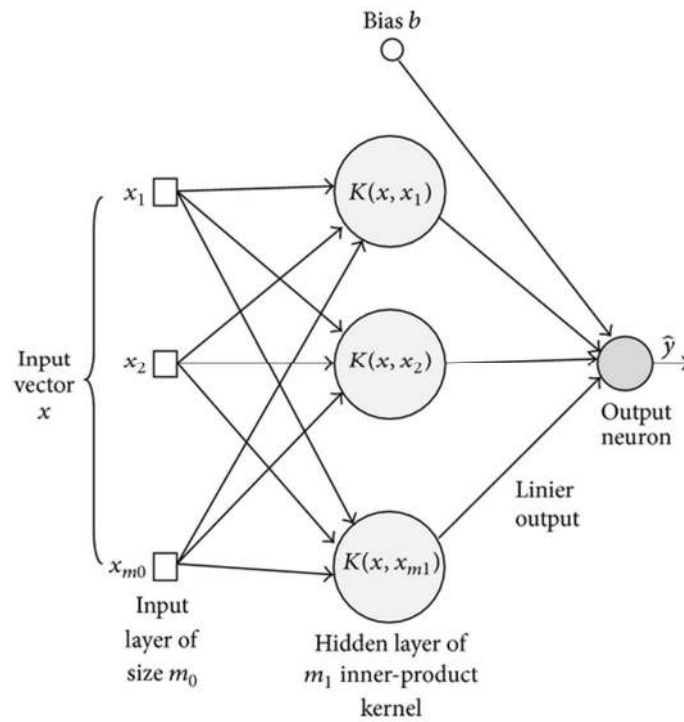 Bias b
x₁
K(x, x₁)
Input
vector
x
x₂
K(x, x₂)
ŷ
Output
neuron
Linier
output
xₘ₀
K(x, xₘ₁)
Input
layer of
size m₀
Hidden layer of
m₁ inner-product
kernel